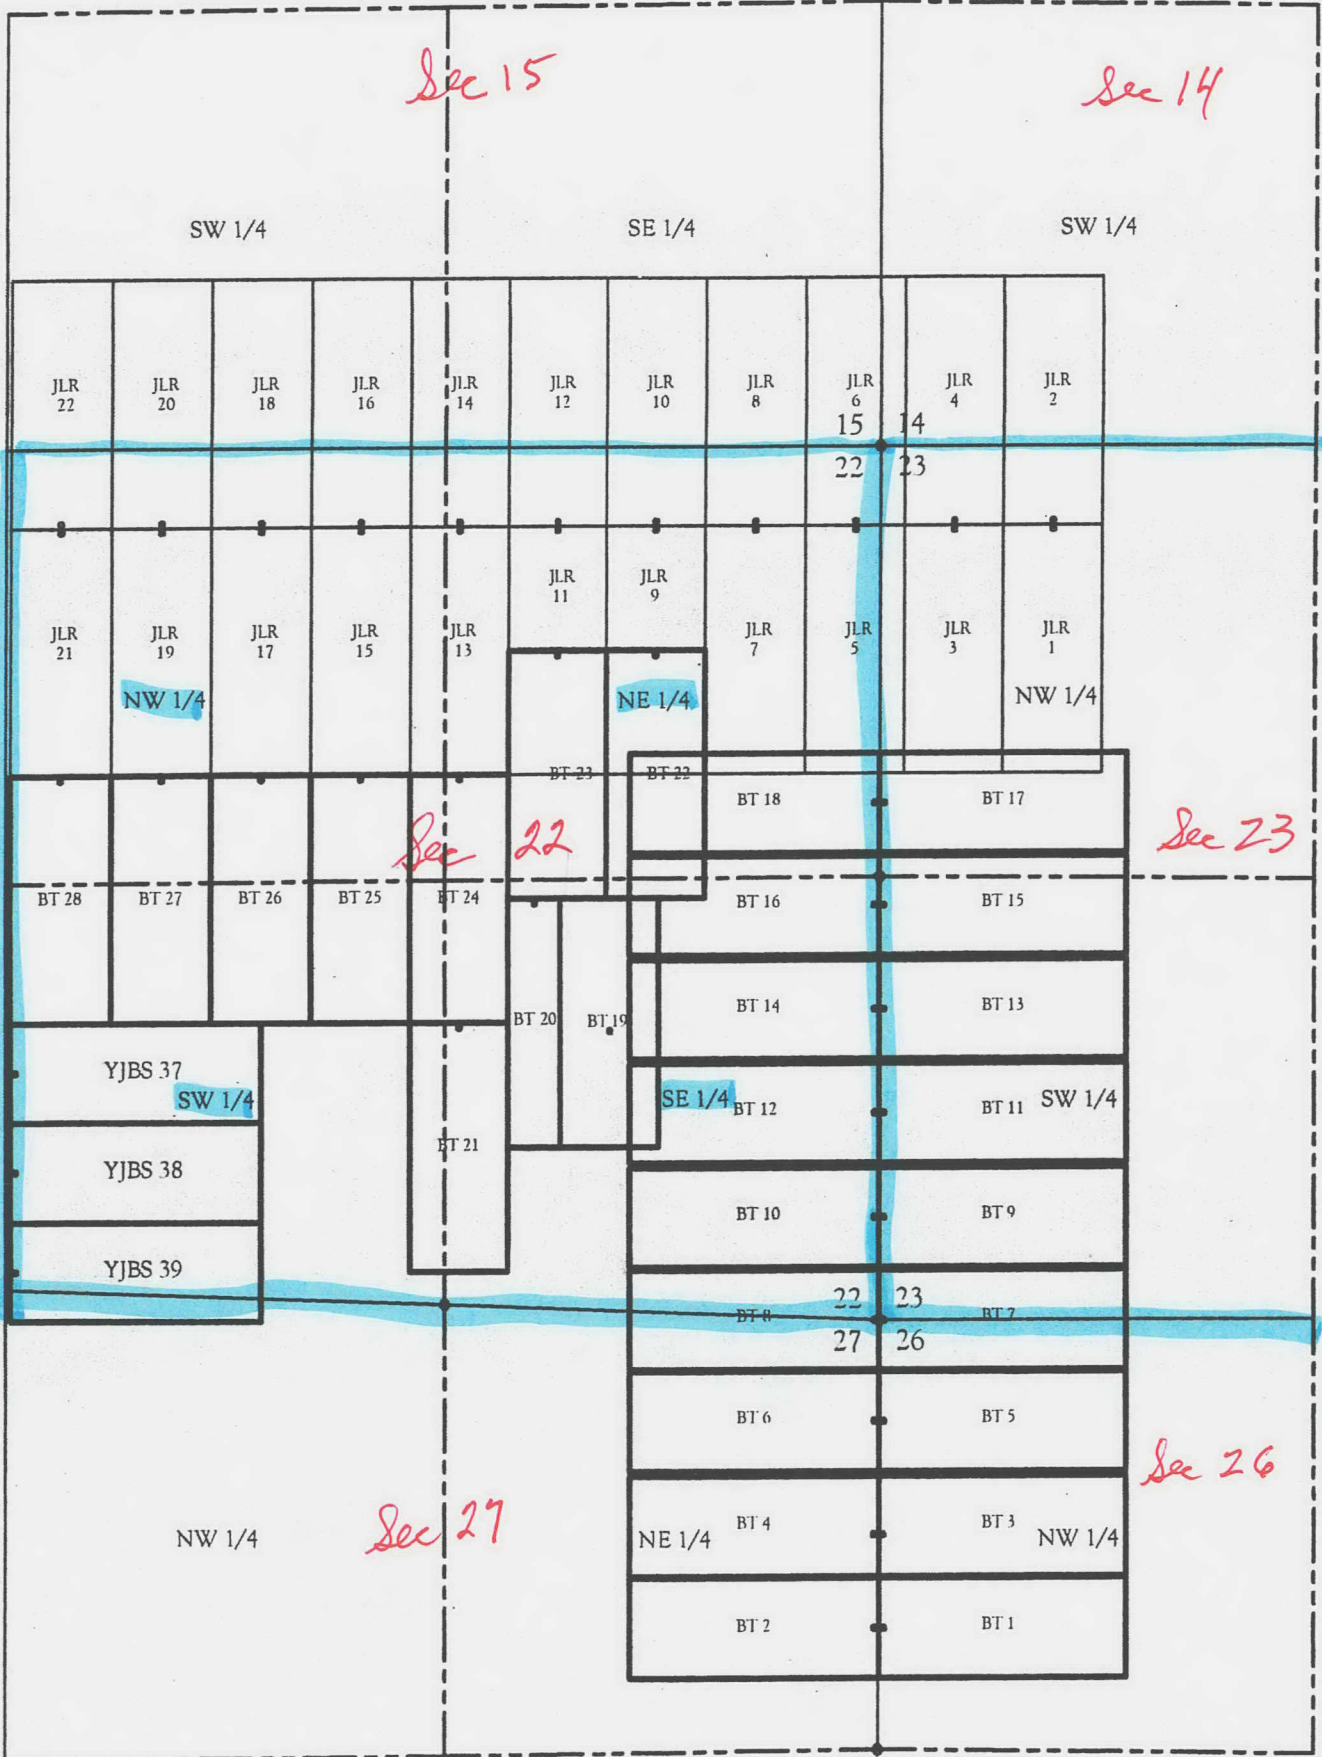 Sec 15
Sec 14
SW 1/4
SE 1/4
SW 1/4
JLR
22
JLR
20
JLR
18
JLR
16
JLR
14
JLR
12
JLR
10
JLR
8
JLR
6
JLR
4
JLR
2
15 14
22 23
JLR
21
JLR
19
JLR
17
JLR
15
JLR
13
JLR
11
JLR
9
JLR
7
JLR
5
JLR
3
JLR
1
NW 1/4
NE 1/4
NW 1/4
BT 23
BT 22
BT 18
BT 17
Sec 22
Sec 23
BT 28
BT 27
BT 26
BT 25
BT 24
BT 16
BT 15
BT 20
BT 19
BT 14
BT 13
YJBS 37
SW 1/4
SE 1/4
BT 12
BT 11
SW 1/4
BT 21
YJBS 38
BT 10
BT 9
YJBS 39
22 23
BT 8
BT 7
27 26
BT 6
BT 5
Sec 26
NW 1/4
Sec 27
NE 1/4
BT 4
BT 3
NW 1/4
BT 2
BT 1